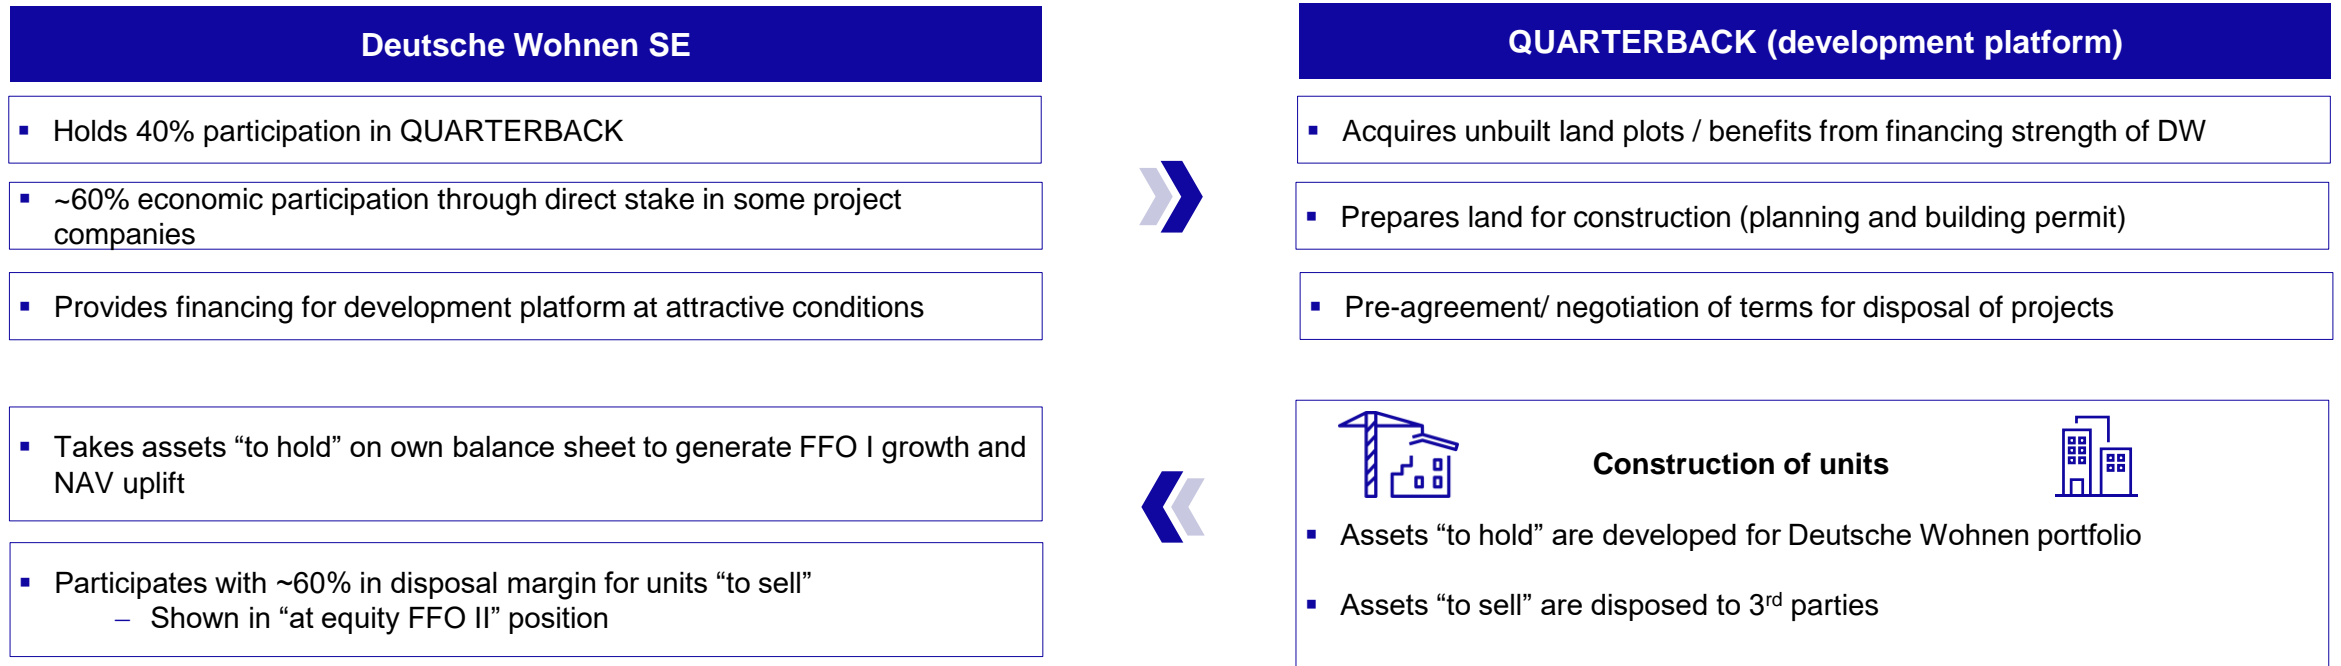 Deutsche Wohnen SE
▪ Holds 40% participation in QUARTERBACK
▪ ~60% economic participation through direct stake in some project
companies
▪ Provides financing for development platform at attractive conditions
▪ Takes assets “to hold” on own balance sheet to generate FFO I growth and
NAV uplift
▪ Participates with ~60% in disposal margin for units “to sell”
– Shown in “at equity FFO II” position
QUARTERBACK (development platform)
▪ Acquires unbuilt land plots / benefits from financing strength of DW
▪ Prepares land for construction (planning and building permit)
▪ Pre-agreement/ negotiation of terms for disposal of projects
Construction of units
▪ Assets “to hold” are developed for Deutsche Wohnen portfolio
▪ Assets “to sell” are disposed to 3rd parties